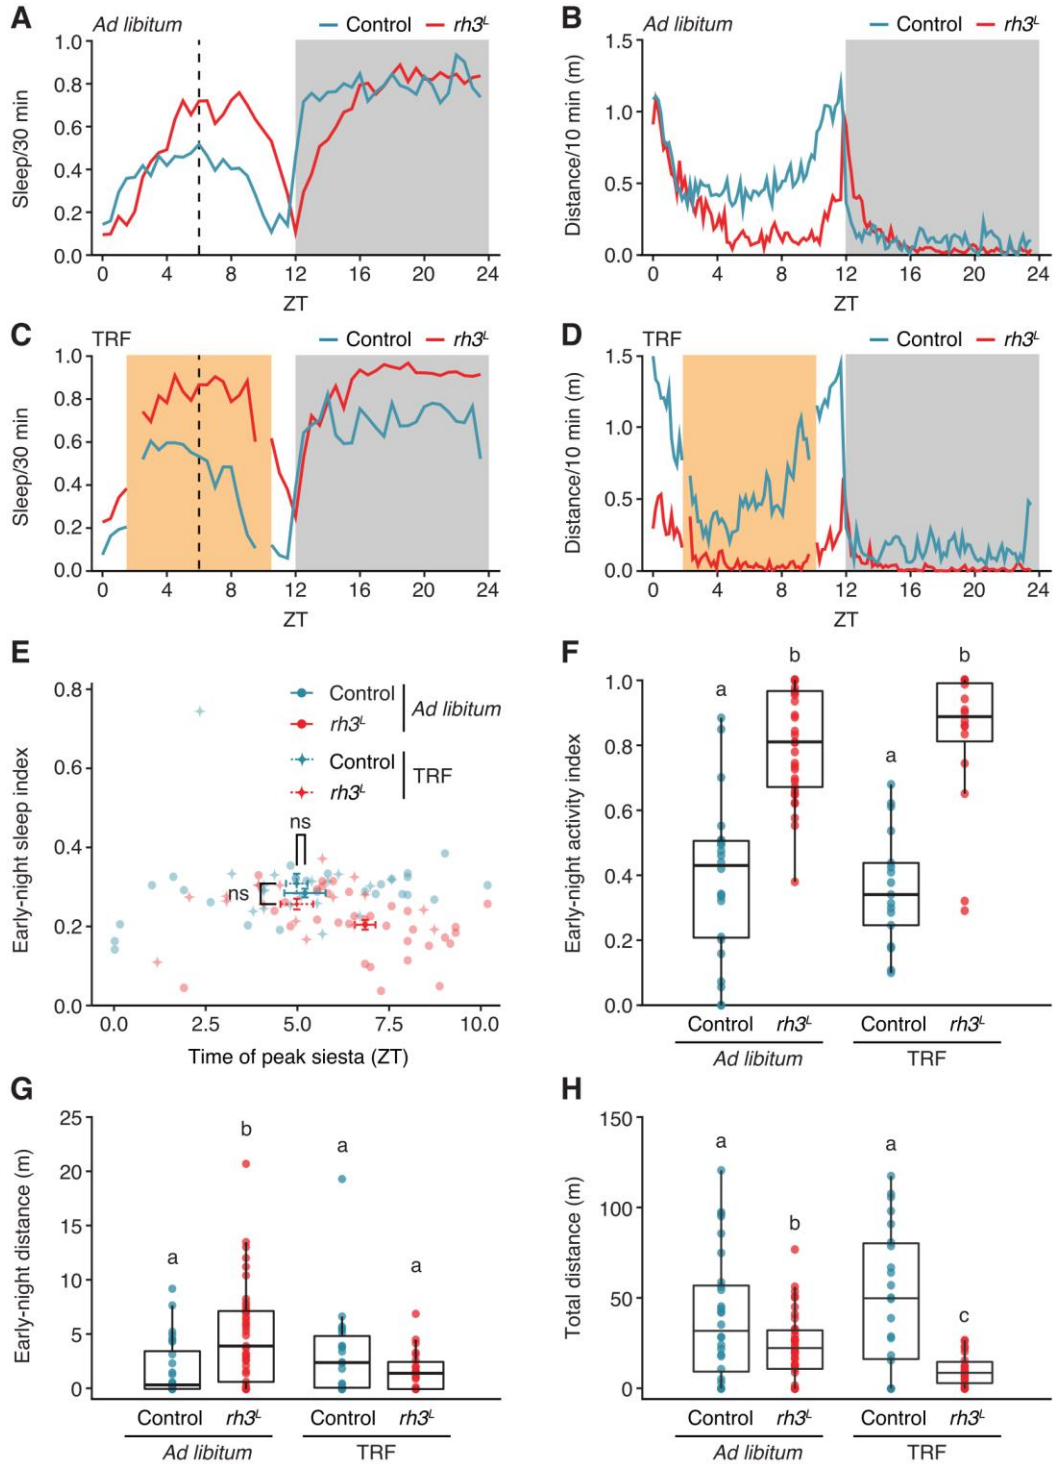 A Ad libitum Control rh3ᴸ
Sleep/30 min
1.0
0.8
0.6
0.4
0.2
0.0
0 4 8 12 16 20 24
ZT
B Ad libitum Control rh3ᴸ
Distance/10 min (m)
1.5
1.0
0.5
0.0
0 4 8 12 16 20 24
ZT
C TRF Control rh3ᴸ
Sleep/30 min
1.0
0.8
0.6
0.4
0.2
0.0
0 4 8 12 16 20 24
ZT
D TRF Control rh3ᴸ
Distance/10 min (m)
1.5
1.0
0.5
0.0
0 4 8 12 16 20 24
ZT
E
Early-night sleep index
0.8
0.6
0.4
0.2
0.0
Control
rh3ᴸ
Ad libitum
Control
rh3ᴸ
TRF
ns
ns
0.0 2.5 5.0 7.5 10.0
Time of peak siesta (ZT)
F
Early-night activity index
1.0
0.8
0.6
0.4
0.2
0.0
a b a b
Control rh3ᴸ Control rh3ᴸ
Ad libitum TRF
G
Early-night distance (m)
25
20
15
10
5
0
a b a a
Control rh3ᴸ Control rh3ᴸ
Ad libitum TRF
H
Total distance (m)
150
100
50
0
a b a c
Control rh3ᴸ Control rh3ᴸ
Ad libitum TRF